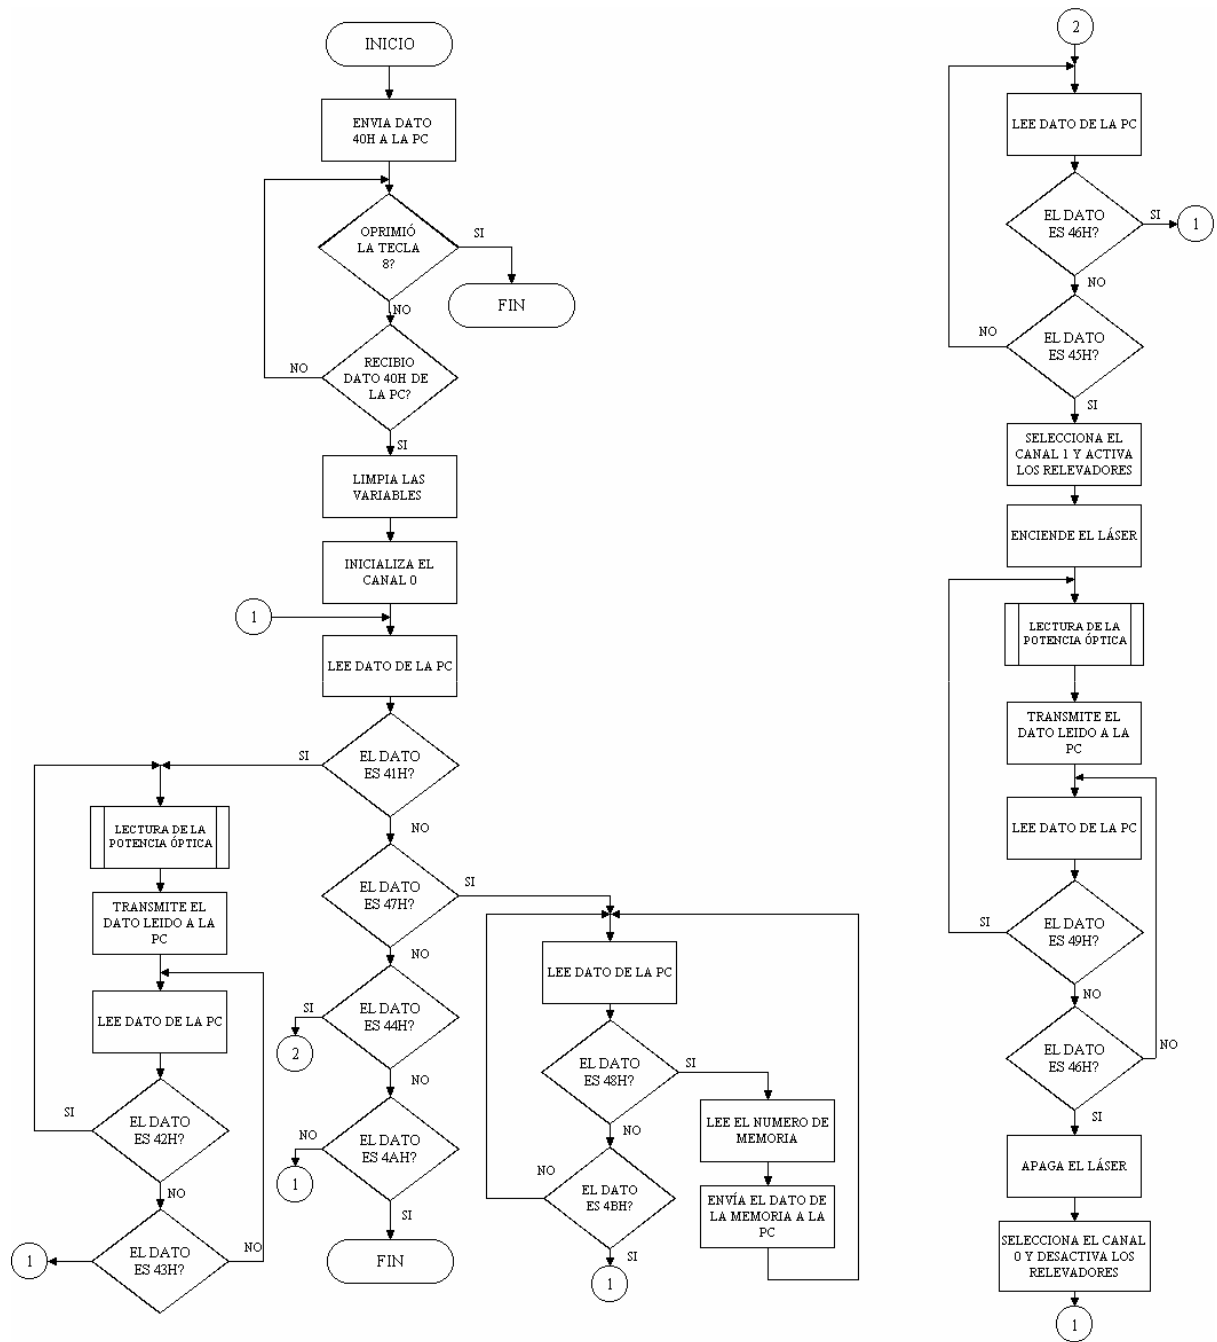 INICIO
ENVIA DATO
40H A LA PC
OPRIMIÓ
LA TECLA
8?
SI
FIN
NO
RECIBIO
DATO 40H DE
LA PC?
NO
SI
LIMPIA LAS
VARIABLES
INICIALIZA EL
CANAL 0
1
LEE DATO DE LA PC
EL DATO
ES 41H?
SI
NO
LECTURA DE LA
POTENCIA ÓPTICA
TRANSMITE EL
DATO LEIDO A LA
PC
LEE DATO DE LA PC
EL DATO
ES 42H?
SI
NO
EL DATO
ES 43H?
NO
1
EL DATO
ES 47H?
SI
NO
EL DATO
ES 44H?
SI
2
NO
EL DATO
ES 4AH?
NO
1
SI
FIN
LEE DATO DE LA PC
EL DATO
ES 48H?
SI
NO
LEE EL NUMERO DE
MEMORIA
ENVÍA EL DATO DE
LA MEMORIA A LA
PC
EL DATO
ES 4BH?
NO
SI
1
2
LEE DATO DE LA PC
EL DATO
ES 46H?
SI
1
NO
EL DATO
ES 45H?
NO
SI
SELECCIONA EL
CANAL 1 Y ACTIVA
LOS RELEVADORES
ENCIENDE EL LÁSER
LECTURA DE LA
POTENCIA ÓPTICA
TRANSMITE EL
DATO LEIDO A LA
PC
LEE DATO DE LA PC
EL DATO
ES 49H?
SI
NO
EL DATO
ES 46H?
NO
SI
APAGA EL LÁSER
SELECCIONA EL CANAL
0 Y DESACTIVA LOS
RELEVADORES
1